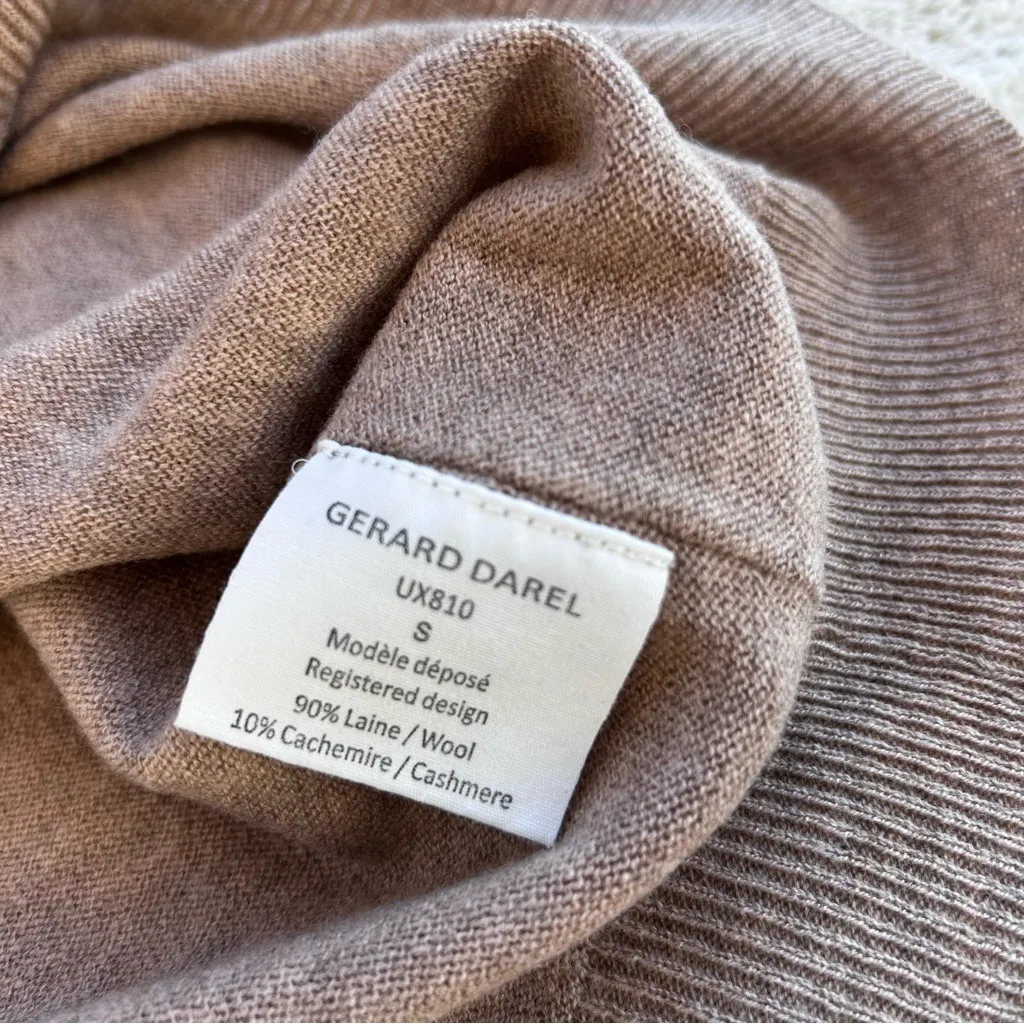 GERARD DAREL
UX810
S
Modèle déposé
Registered design
90% Laine / Wool
10% Cachemire / Cashmere